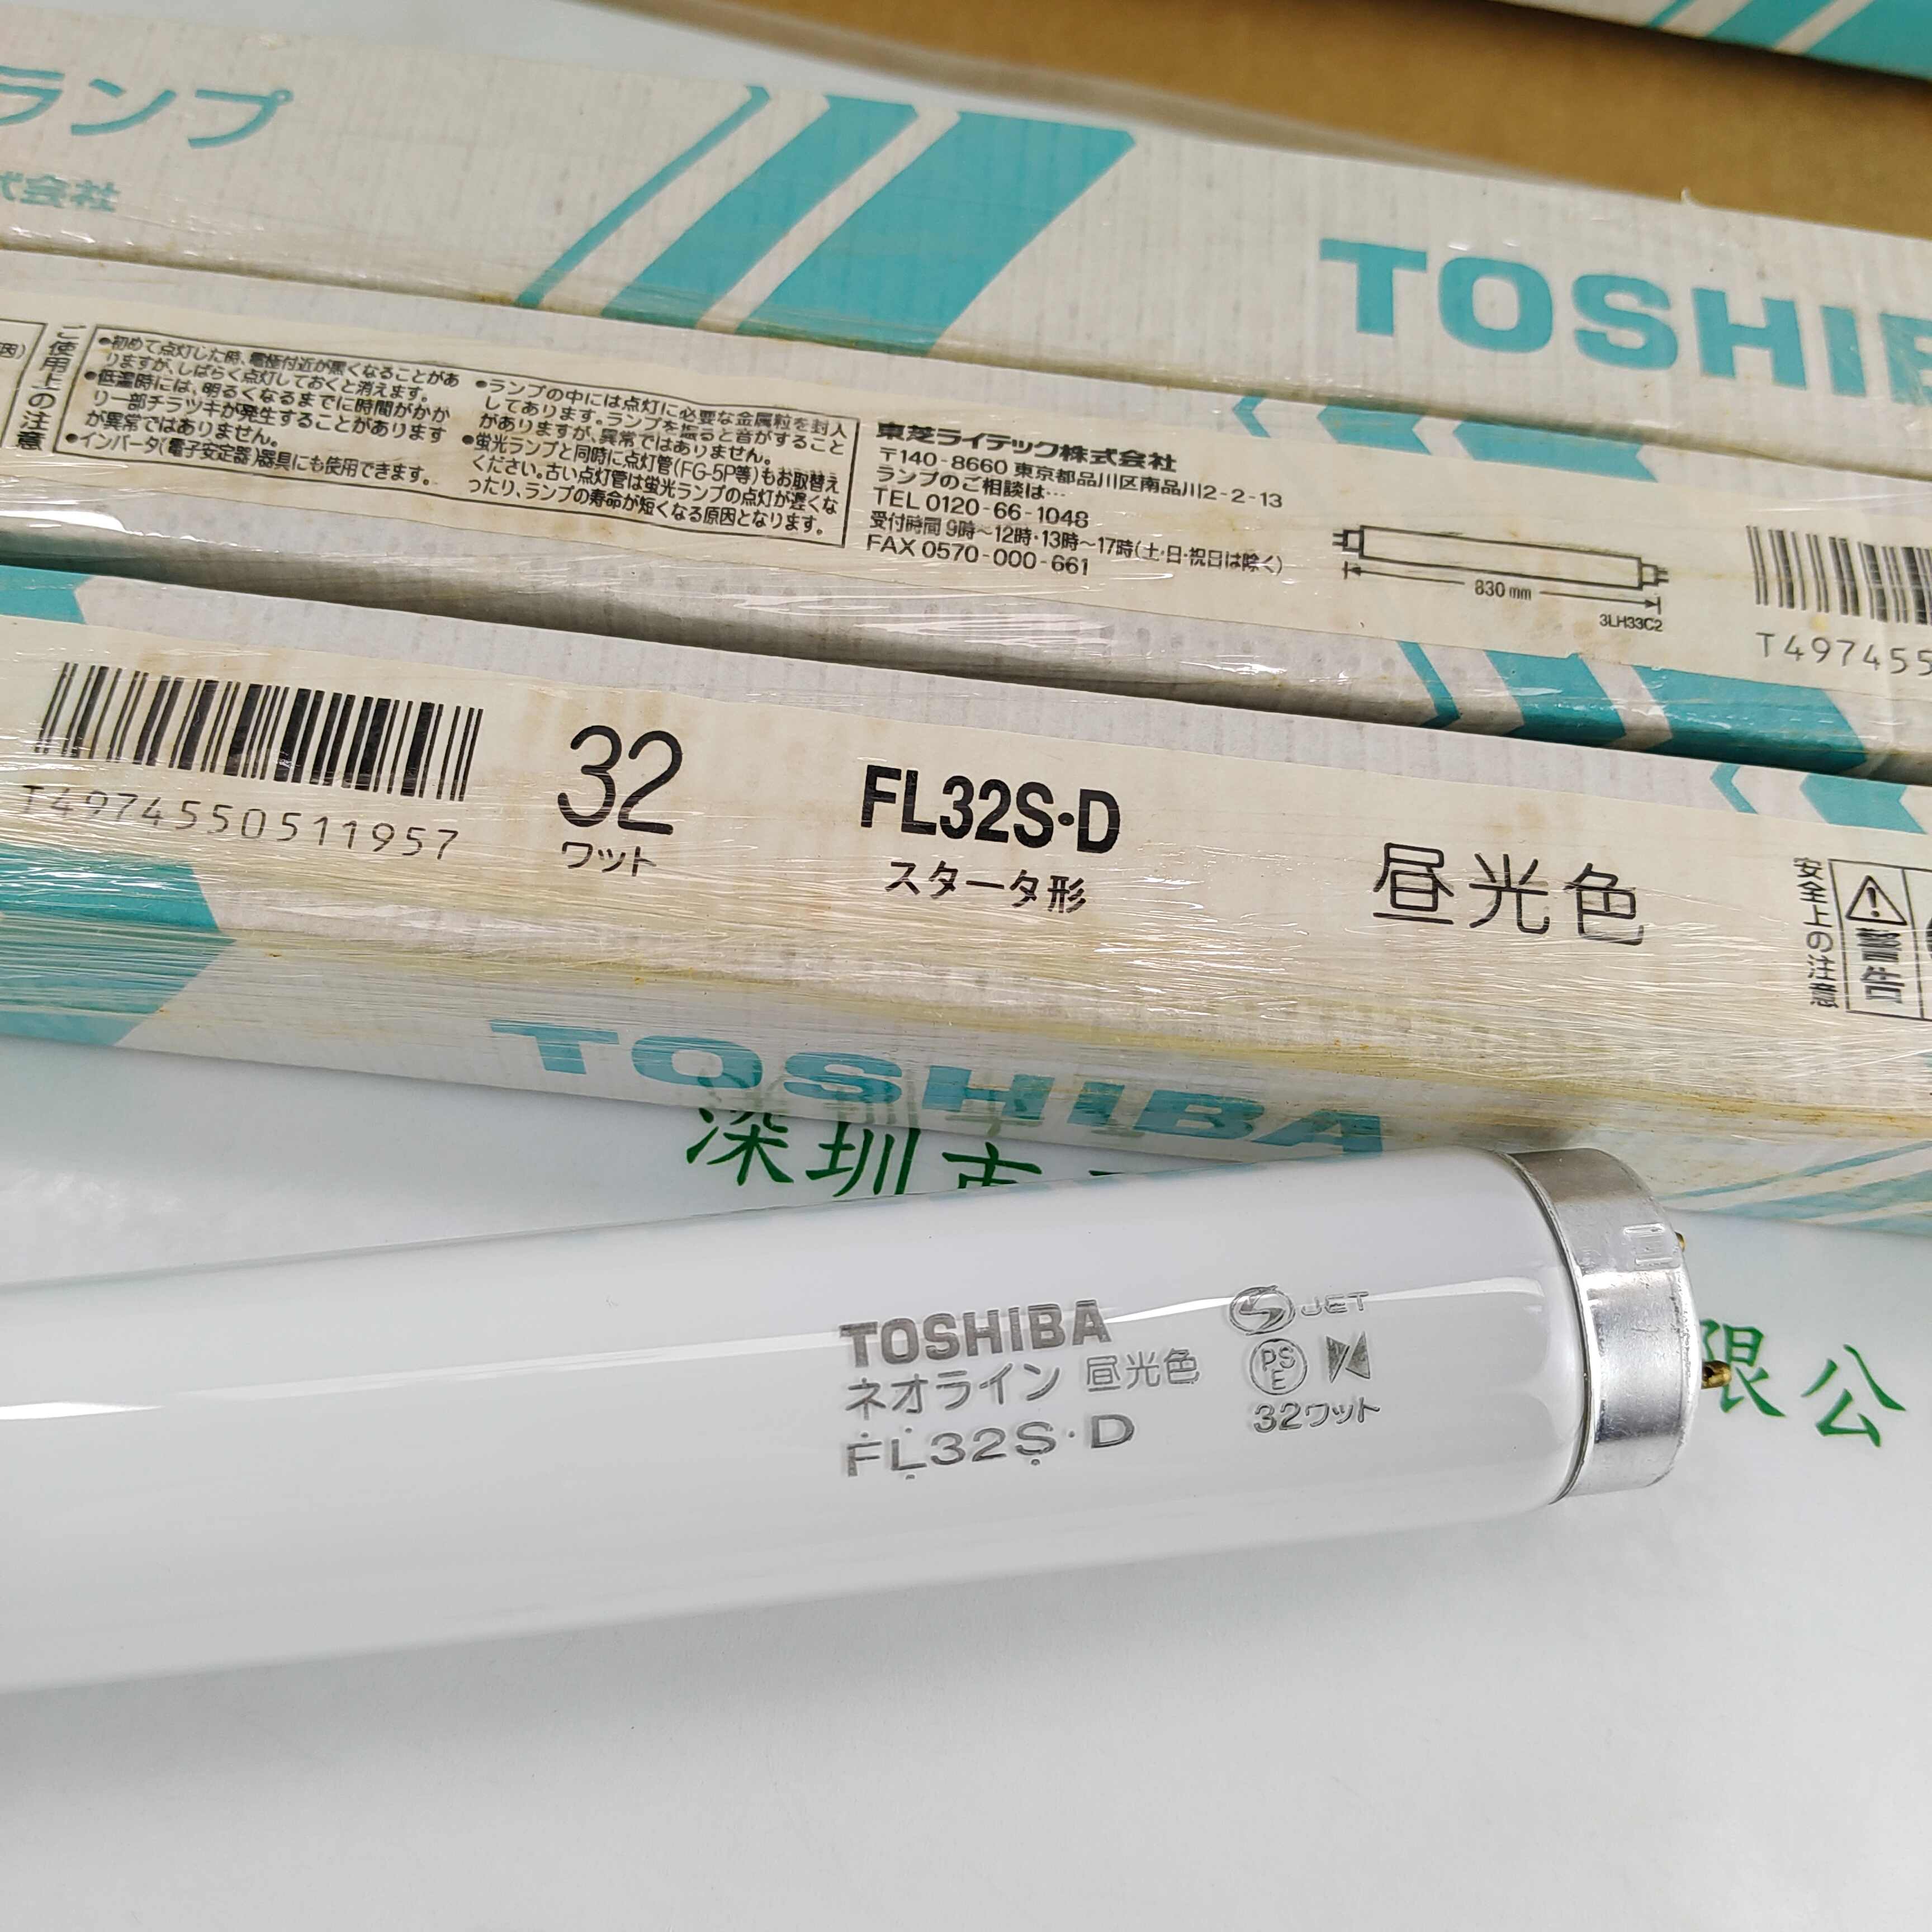 ランプ
式会社
TOSHIB
ご使用上の注意
●初めて点灯した時、電極付近が黒くなることがあ
りますが、しばらく点灯しておくと消えます。
●低温時には、明るくなるまでに時間がかか
り一部チラツキが発生することがあります
が異常ではありません。
●インバータ(電子安定器)器具にも使用できます。
●ランプの中には点灯に必要な金属粒を封入
してあります。ランプを振ると音がすること
がありますが、異常ではありません。
●蛍光ランプと同時に点灯管(FG-5P等)もお取替え
ください。古い点灯管は蛍光ランプの点灯が遅くな
ったり、ランプの寿命が短くなる原因となります。
東芝ライテック株式会社
〒140-8660 東京都品川区南品川2-2-13
ランプのご相談は…
TEL 0120-66-1048
受付時間 9時〜12時・13時〜17時(土・日・祝日は除く)
FAX 0570-000-661
830mm
3LH33C2
T497455
T4974550511957
32
ワット
FL32S・D
スタータ形
昼光色
安全上の注意
TOSHIBA
深圳市
限公
TOSHIBA
ネオライン 昼光色
FL32S・D
JET
PSE
32ワット